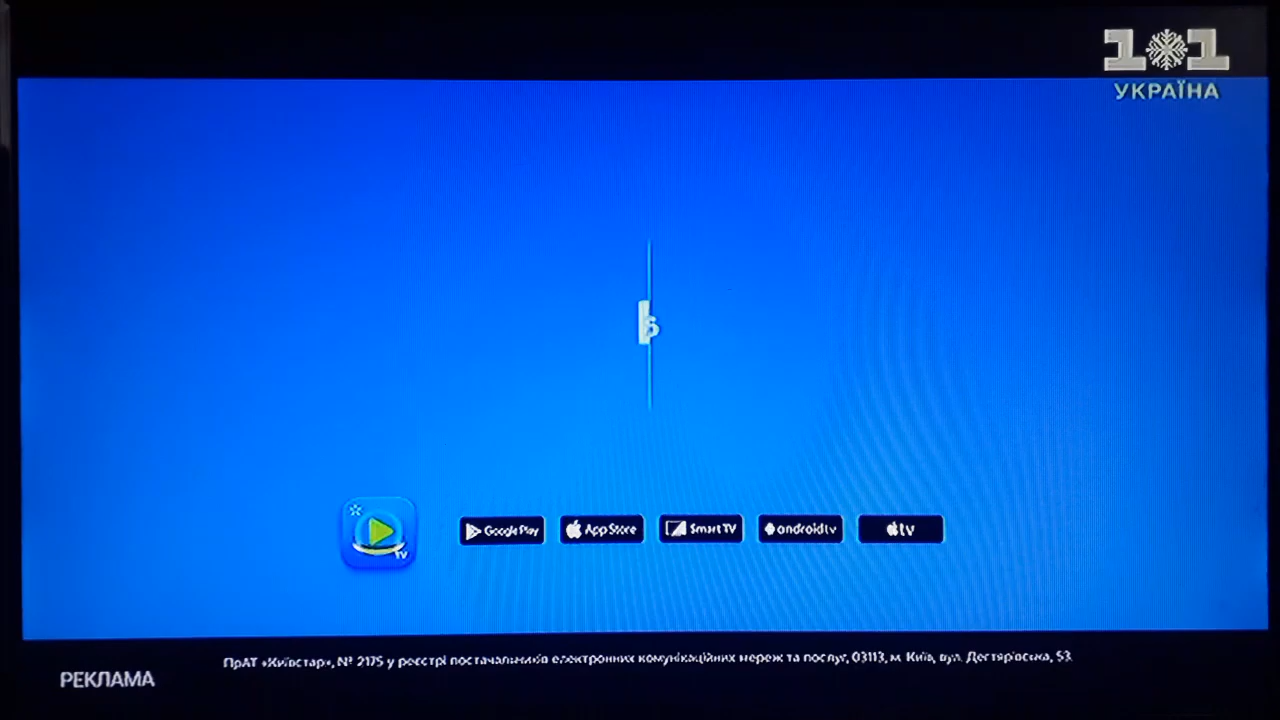 1 1
УКРАЇНА
TV
Google Play
App Store
Smart TV
androidtv
tv
ПрАТ «Київстар», № 2175 у реєстрі постачальників електронних комунікаційних мереж та послуг, 03113, м. Київ, вул. Дегтярівська, 53.
РЕКЛАМА